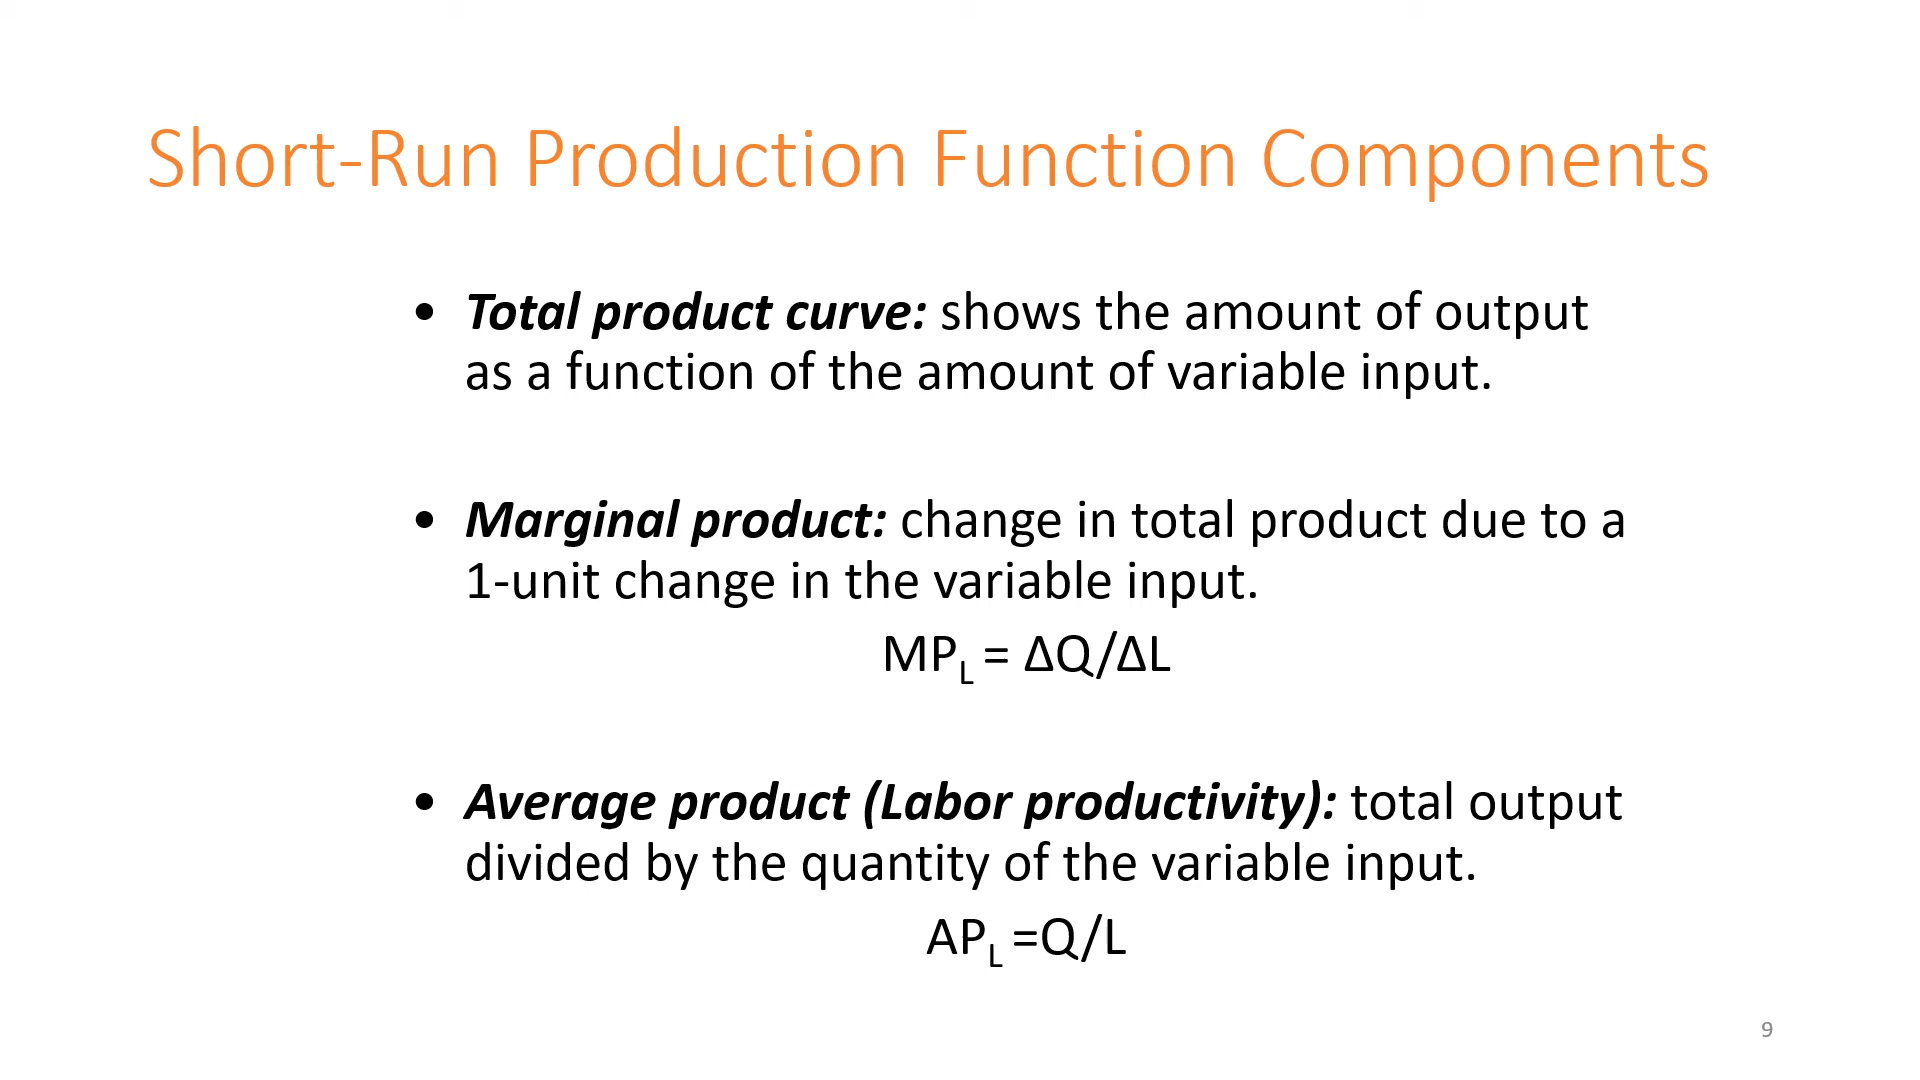 Short-Run Production Function Components
• Total product curve: shows the amount of output
as a function of the amount of variable input.
• Marginal product: change in total product due to a
1-unit change in the variable input.
MPL = ΔQ/ΔL
• Average product (Labor productivity): total output
divided by the quantity of the variable input.
APL =Q/L
9